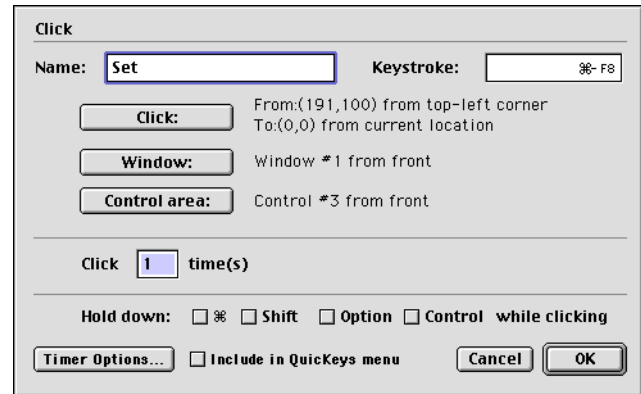 Click
Name: Set Keystroke: ⌘-F8
Click: From:(191,100) from top-left corner
To:(0,0) from current location
Window: Window #1 from front
Control area: Control #3 from front
Click 1 time(s)
Hold down: ⌘ Shift Option Control while clicking
Timer Options... Include in QuicKeys menu Cancel OK